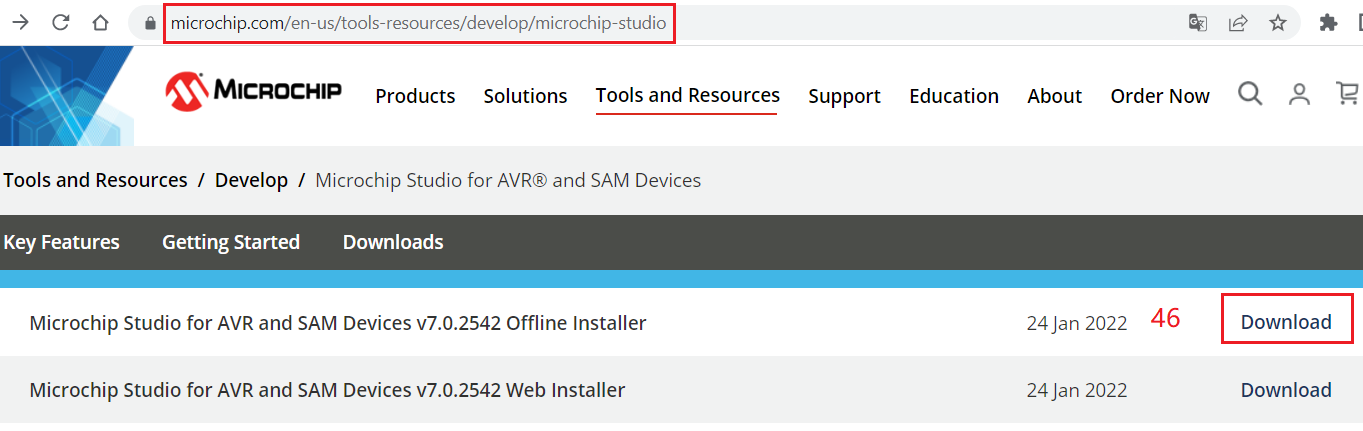 microchip.com/en-us/tools-resources/develop/microchip-studio
MICROCHIP Products Solutions Tools and Resources Support Education About Order Now
Tools and Resources / Develop / Microchip Studio for AVR® and SAM Devices
Key Features Getting Started Downloads
Microchip Studio for AVR and SAM Devices v7.0.2542 Offline Installer 24 Jan 2022 46 Download
Microchip Studio for AVR and SAM Devices v7.0.2542 Web Installer 24 Jan 2022 Download